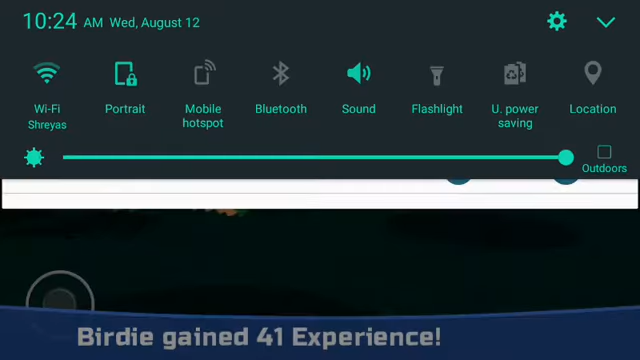 10:24 AM Wed, August 12
Wi-Fi
Shreyas
Portrait
Mobile
hotspot
Bluetooth
Sound
Flashlight
U. power
saving
Location
Outdoors
Birdie gained 41 Experience!